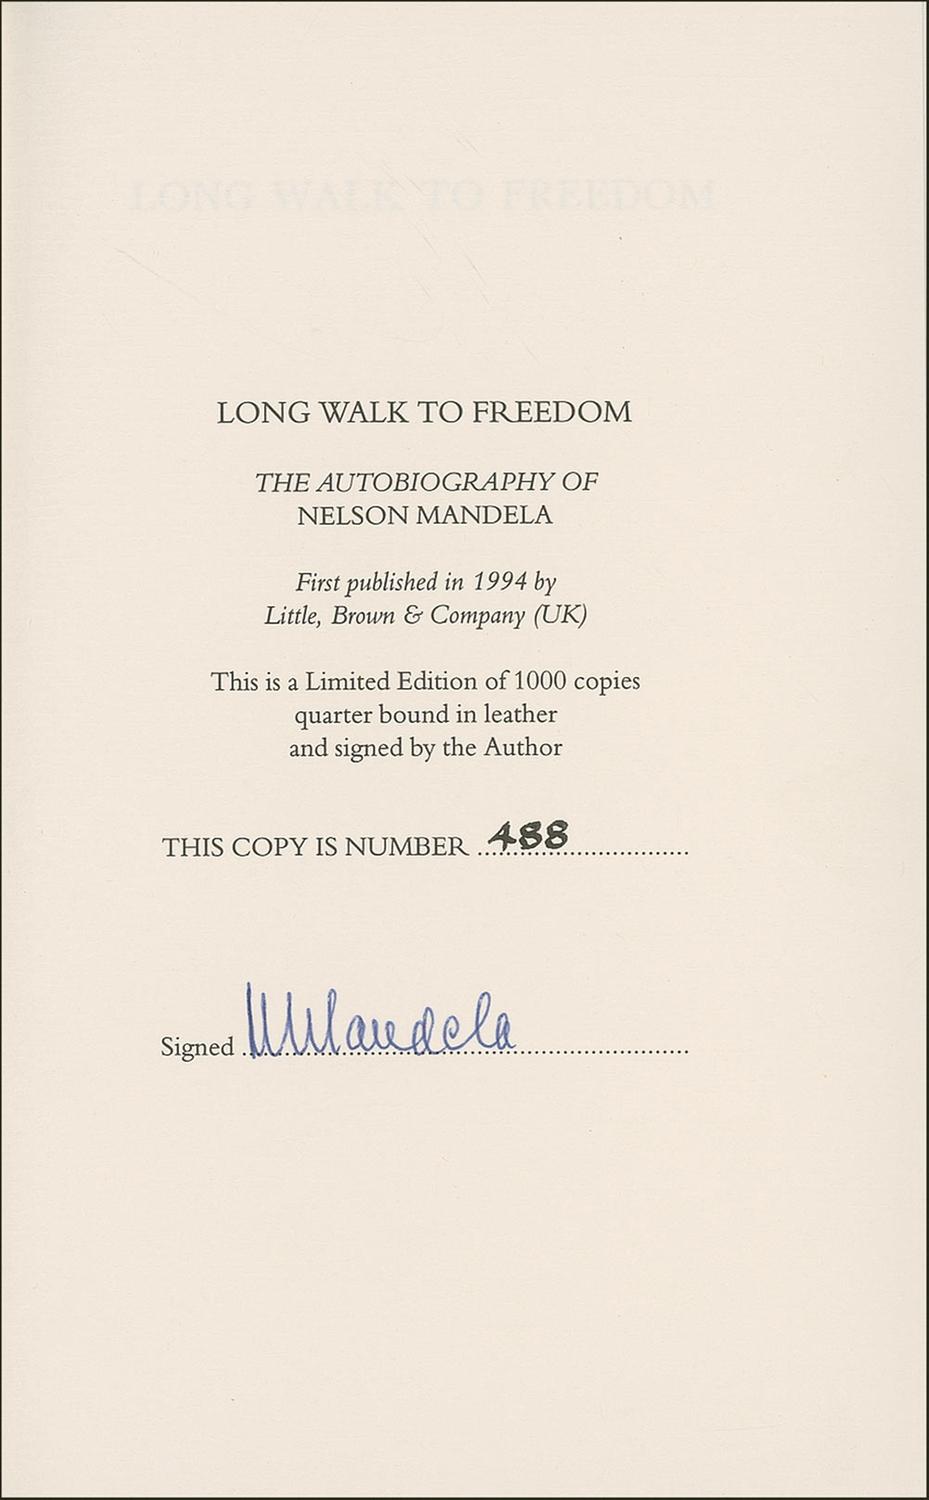 LONG WALK TO FREEDOM
LONG WALK TO FREEDOM
THE AUTOBIOGRAPHY OF
NELSON MANDELA
First published in 1994 by
Little, Brown & Company (UK)
This is a Limited Edition of 1000 copies
quarter bound in leather
and signed by the Author
THIS COPY IS NUMBER 488
Signed NMandela